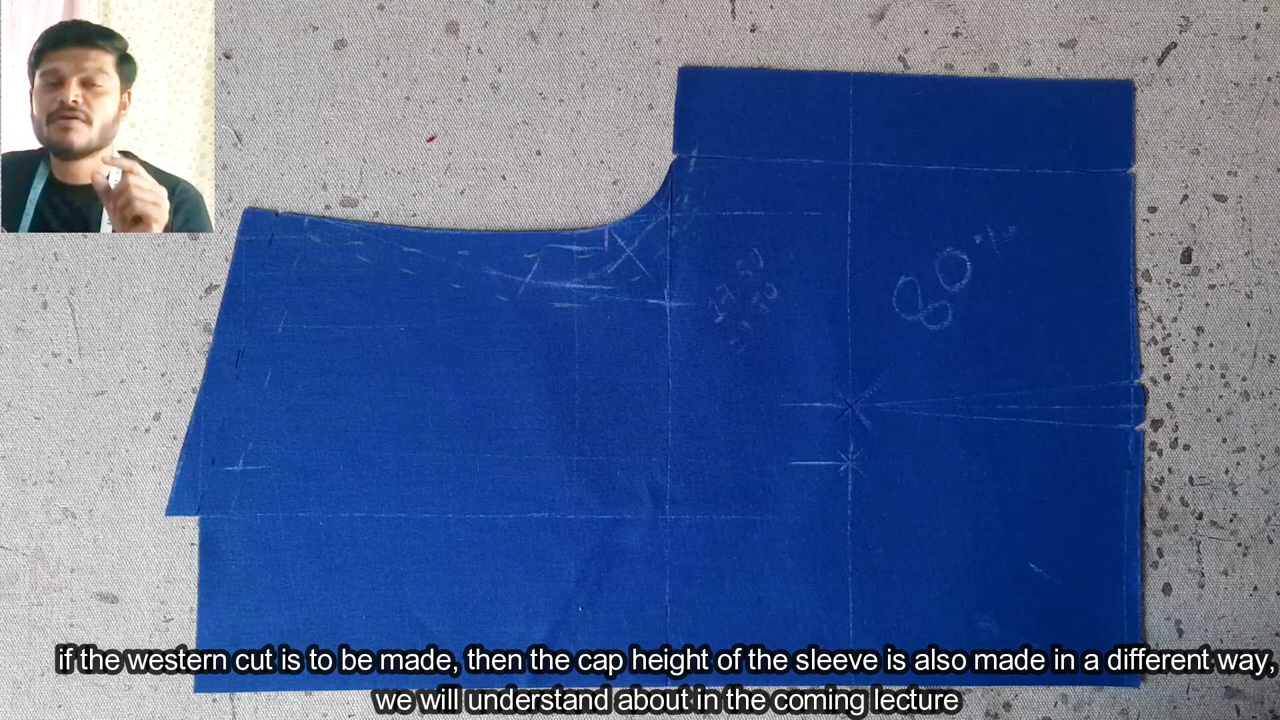 80%
if the western cut is to be made, then the cap height of the sleeve is also made in a different way,
we will understand about in the coming lecture